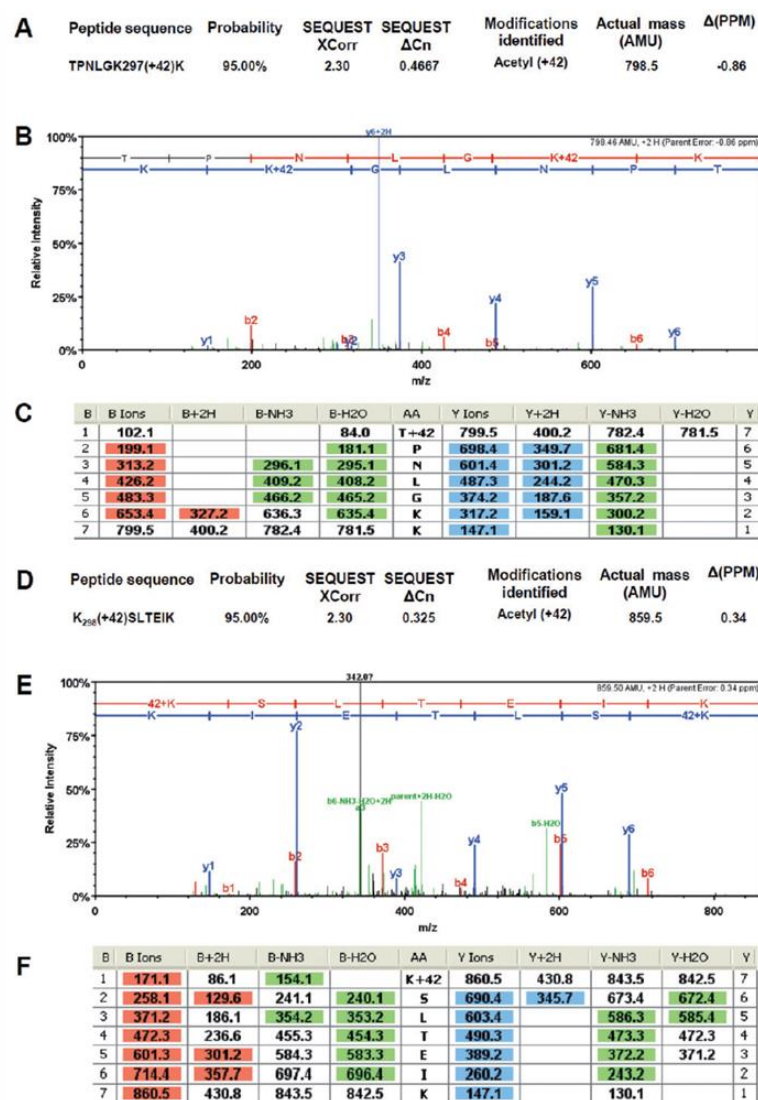 A
Peptide sequence Probability SEQUEST XCorr SEQUEST ΔCn Modifications identified Actual mass (AMU) Δ(PPM)
TPNLGK297(+42)K 95.00% 2.30 0.4667 Acetyl (+42) 798.5 -0.86
B
y6+2H
798.46 AMU, +2 H (Parent Error: -0.86 ppm)
T P N L G K+42 K
K K+42 G L N P T
100%
75%
50%
25%
0%
Relative Intensity
y1 b2 b3 y2 y3 b4 y4 b5 y5 b6 y6
0 200 400 600
m/z
C
B B Ions B+2H B-NH3 B-H2O AA Y Ions Y+2H Y-NH3 Y-H2O Y
1 102.1 84.0 T+42 799.5 400.2 782.4 781.5 7
2 199.1 181.1 P 698.4 349.7 681.4 6
3 313.2 296.1 295.1 N 601.4 301.2 584.3 5
4 426.2 409.2 408.2 L 487.3 244.2 470.3 4
5 483.3 466.2 465.2 G 374.2 187.6 357.2 3
6 653.4 327.2 636.3 635.4 K 317.2 159.1 300.2 2
7 799.5 400.2 782.4 781.5 K 147.1 130.1 1
D
Peptide sequence Probability SEQUEST XCorr SEQUEST ΔCn Modifications identified Actual mass (AMU) Δ(PPM)
K298(+42)SLTEIK 95.00% 2.30 0.325 Acetyl (+42) 859.5 0.34
E
342.07
859.50 AMU, +2 H (Parent Error: 0.34 ppm)
42+K S L T E I K
K I E T L S 42+K
100%
75%
50%
25%
0%
Relative Intensity
y2
b6-NH3-H2O+2H
parent+2H-H2O
b5-H2O
y1 b1 b2 b3 y3 y4 b4 y5 b5 y6 b6
0 200 400 600 800
m/z
F
B B Ions B+2H B-NH3 B-H2O AA Y Ions Y+2H Y-NH3 Y-H2O Y
1 171.1 86.1 154.1 K+42 860.5 430.8 843.5 842.5 7
2 258.1 129.6 241.1 240.1 S 690.4 345.7 673.4 672.4 6
3 371.2 186.1 354.2 353.2 L 603.4 586.3 585.4 5
4 472.3 236.6 455.3 454.3 T 490.3 473.3 472.3 4
5 601.3 301.2 584.3 583.3 E 389.2 372.2 371.2 3
6 714.4 357.7 697.4 696.4 I 260.2 243.2 2
7 860.5 430.8 843.5 842.5 K 147.1 130.1 1